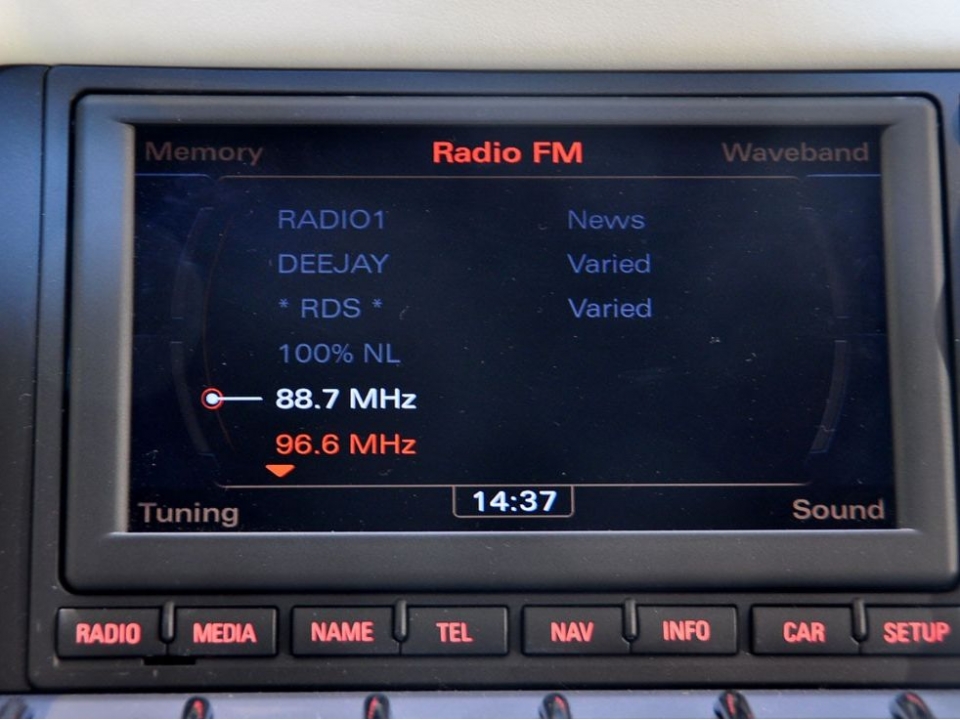 Memory Radio FM Waveband
RADIO1 News
DEEJAY Varied
* RDS * Varied
100% NL
88.7 MHz
96.6 MHz
Tuning 14:37 Sound
RADIO MEDIA NAME TEL NAV INFO CAR SETUP